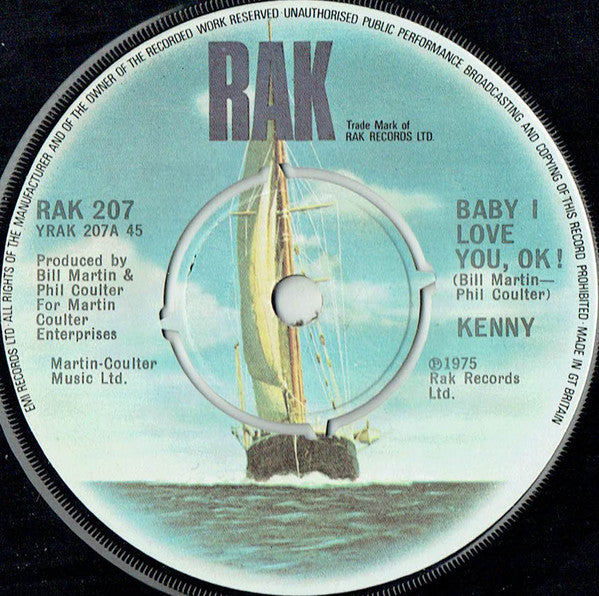 EMI RECORDS LTD ALL RIGHTS OF THE MANUFACTURER AND OF THE OWNER OF THE RECORDED WORK RESERVED·UNAUTHORISED PUBLIC PERFORMANCE BROADCASTING AND COPYING OF THIS RECORD PROHIBITED·MADE IN GT BRITAIN
RAK
Trade Mark of
RAK RECORDS LTD.
RAK 207
YRAK 207A 45
Produced by
Bill Martin &
Phil Coulter
For Martin
Coulter
Enterprises
Martin-Coulter
Music Ltd.
BABY I
LOVE
YOU, OK!
(Bill Martin—
Phil Coulter)
KENNY
℗1975
Rak Records
Ltd.